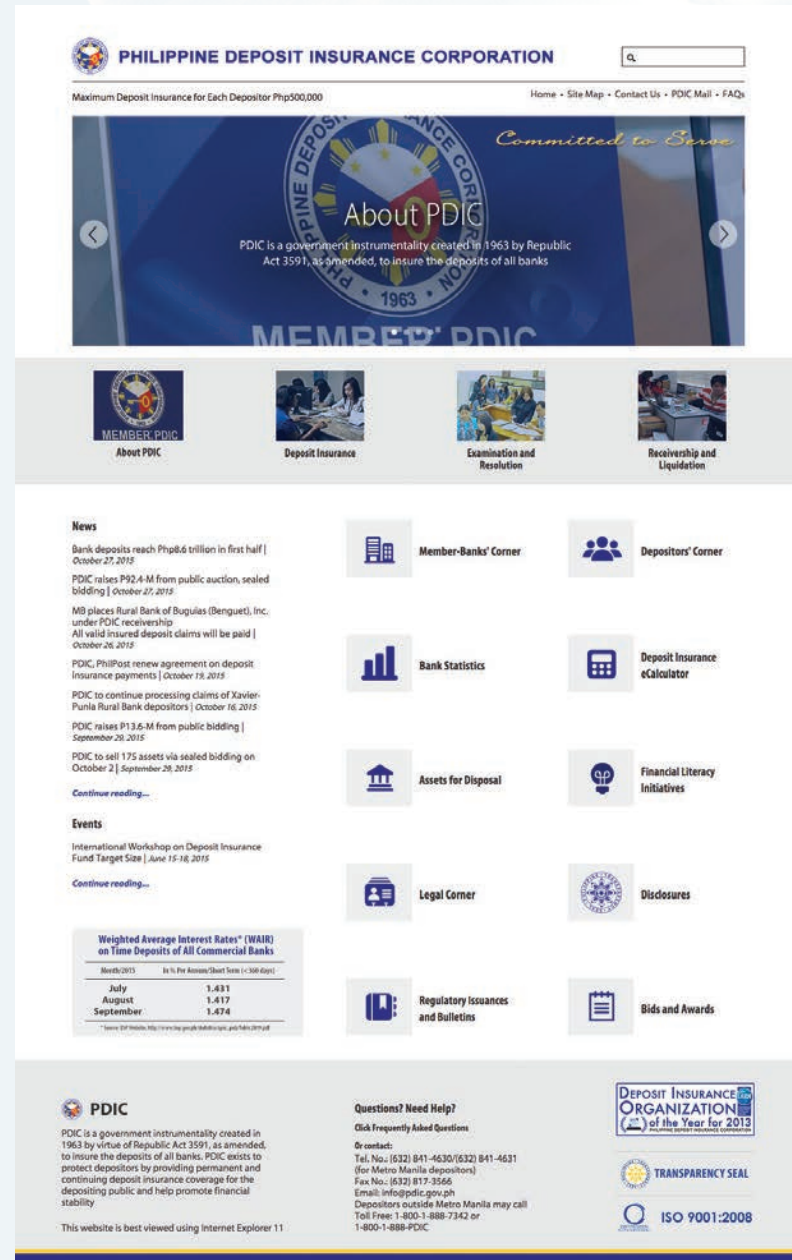 PHILIPPINE DEPOSIT INSURANCE CORPORATION
Maximum Deposit Insurance for Each Depositor Php500,000
Home • Site Map • Contact Us • PDIC Mail • FAQs
Committed to Serve
PHILIPPINE DEPOSIT INSURANCE CORPORATION
About PDIC
PDIC is a government instrumentality created in 1963 by Republic
Act 3591, as amended, to insure the deposits of all banks
• 1963 •
MEMBER PDIC
MEMBER PDIC
About PDIC
Deposit Insurance
Examination and
Resolution
Receivership and
Liquidation
News
Bank deposits reach Php8.6 trillion in first half |
October 27, 2015
PDIC raises P92.4-M from public auction, sealed
bidding | October 27, 2015
MB places Rural Bank of Buguias (Benguet), Inc.
under PDIC receivership
All valid insured deposit claims will be paid |
October 26, 2015
PDIC, PhilPost renew agreement on deposit
insurance payments | October 19, 2015
PDIC to continue processing claims of Xavier-
Punla Rural Bank depositors | October 16, 2015
PDIC raises P13.6-M from public bidding |
September 29, 2015
PDIC to sell 175 assets via sealed bidding on
October 2 | September 29, 2015
Continue reading...
Events
International Workshop on Deposit Insurance
Fund Target Size | June 15-18, 2015
Continue reading...
Weighted Average Interest Rates* (WAIR)
on Time Deposits of All Commercial Banks
Month/2015 In % Per Annum/Short Term (<360 days)
July 1.431
August 1.417
September 1.474
Member-Banks' Corner
Depositors' Corner
Bank Statistics
Deposit Insurance
eCalculator
Assets for Disposal
Financial Literacy
Initiatives
Legal Corner
Disclosures
Regulatory Issuances
and Bulletins
Bids and Awards
PDIC
PDIC is a government instrumentality created in
1963 by virtue of Republic Act 3591, as amended,
to insure the deposits of all banks. PDIC exists to
protect depositors by providing permanent and
continuing deposit insurance coverage for the
depositing public and help promote financial
stability
This website is best viewed using Internet Explorer 11
Questions? Need Help?
Click Frequently Asked Questions
Or contact:
Tel. No.: (632) 841-4630/(632) 841-4631
(for Metro Manila depositors)
Fax No.: (632) 817-3566
Email: info@pdic.gov.ph
Depositors outside Metro Manila may call
Toll Free: 1-800-1-888-7342 or
1-800-1-888-PDIC
DEPOSIT INSURANCE
ORGANIZATION
of the Year for 2013
PHILIPPINE DEPOSIT INSURANCE CORPORATION
TRANSPARENCY SEAL
ISO 9001:2008